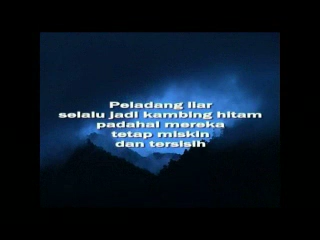 Peladang liar
selalu jadi kambing hitam
padahal mereka
tetap miskin
dan tersisih